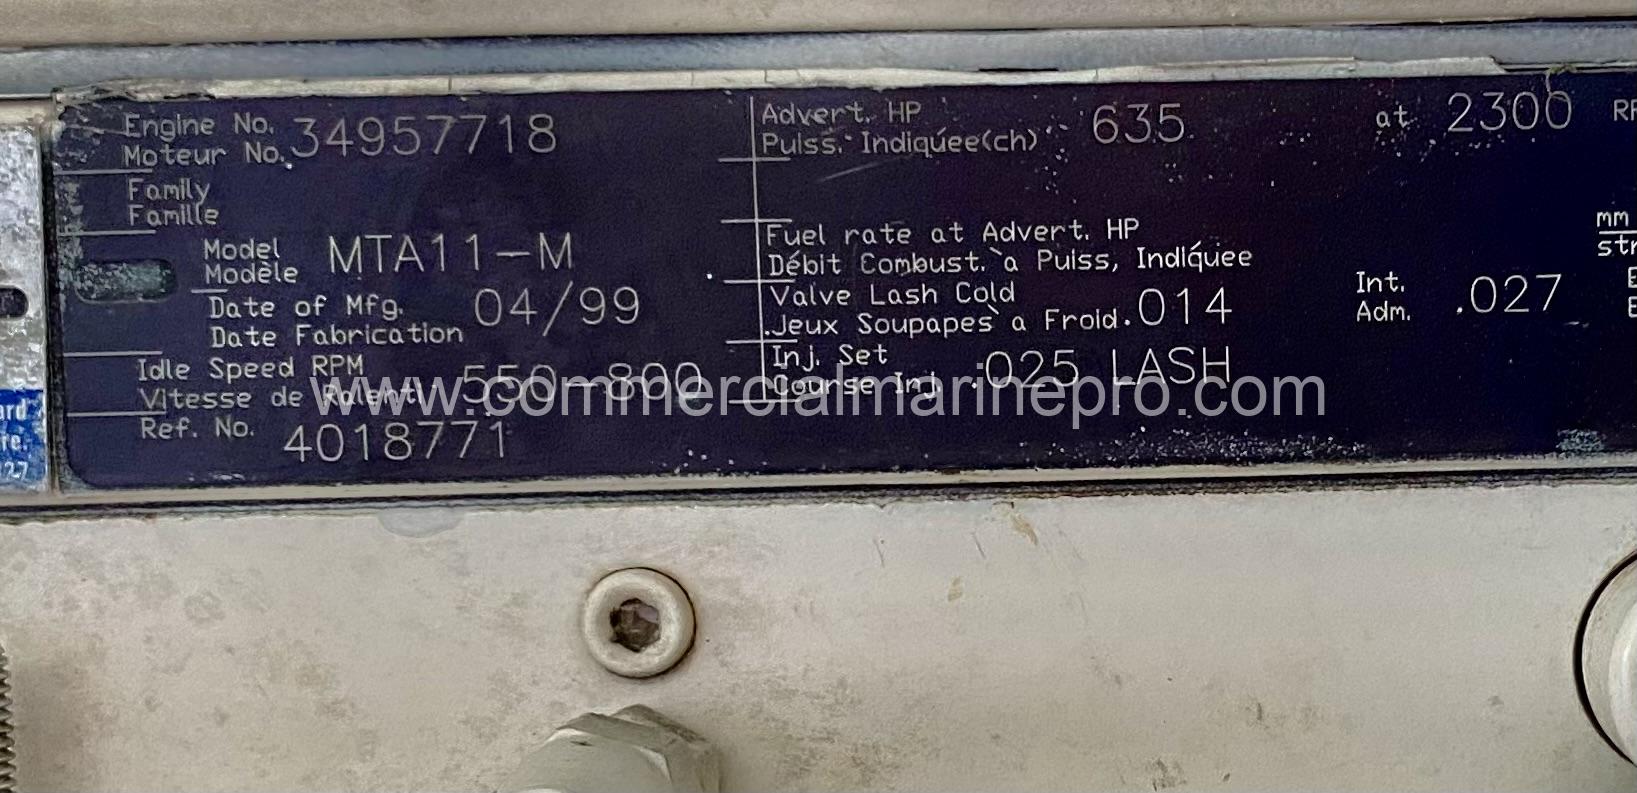 Engine No. 34957718
Moteur No.
Family
Famille
Model MTA11-M
Modèle
Date of Mfg. 04/99
Date Fabrication
Idle Speed RPM 550-800
Vitesse de Ralenti
Ref. No. 4018771
Advert. HP 635 at 2300
Puiss. Indiquée(ch)
Fuel rate at Advert. HP mm
Débit Combust. à Puiss, Indiquee str
Valve Lash Cold .014 Int. .027
Jeux Soupapes à Froid. Adm.
Inj. Set .025 LASH
Course Inj.
www.commercialmarinepro.com